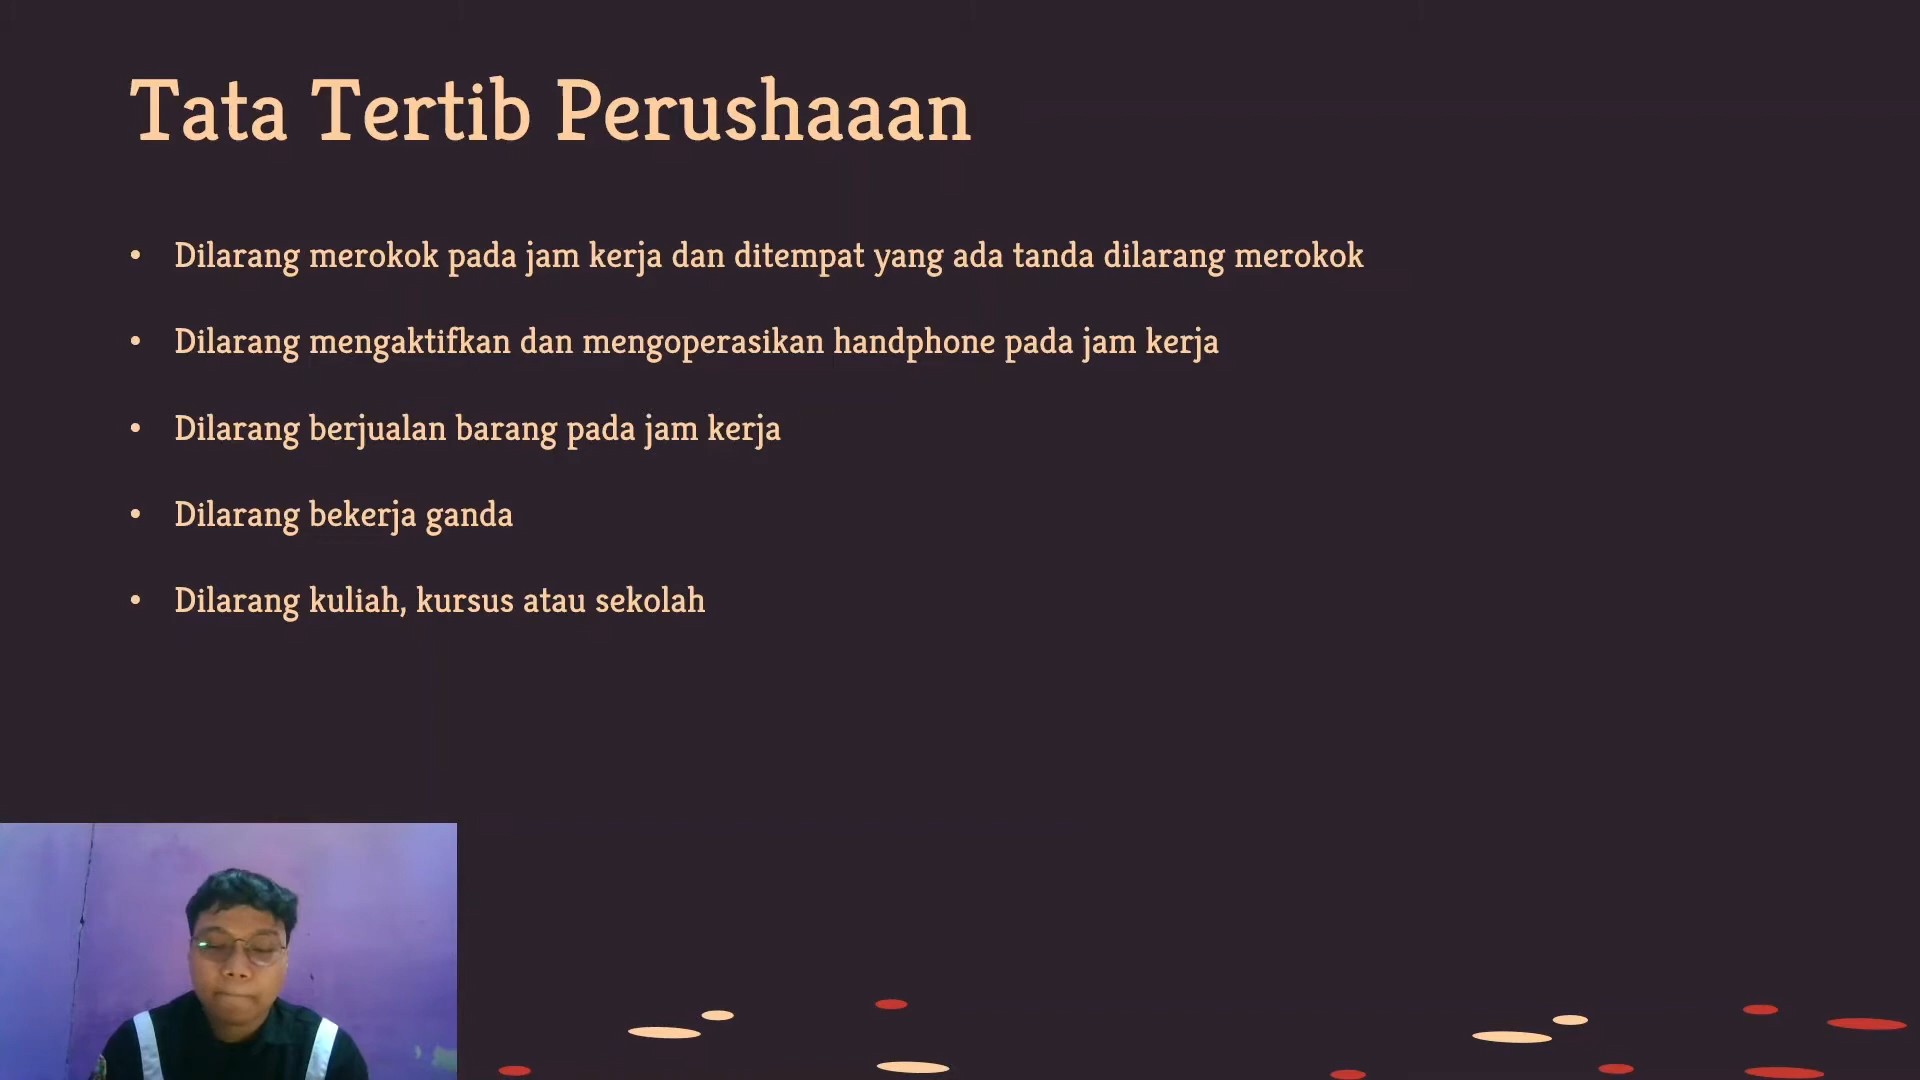 Tata Tertib Perushaaan
• Dilarang merokok pada jam kerja dan ditempat yang ada tanda dilarang merokok
• Dilarang mengaktifkan dan mengoperasikan handphone pada jam kerja
• Dilarang berjualan barang pada jam kerja
• Dilarang bekerja ganda
• Dilarang kuliah, kursus atau sekolah